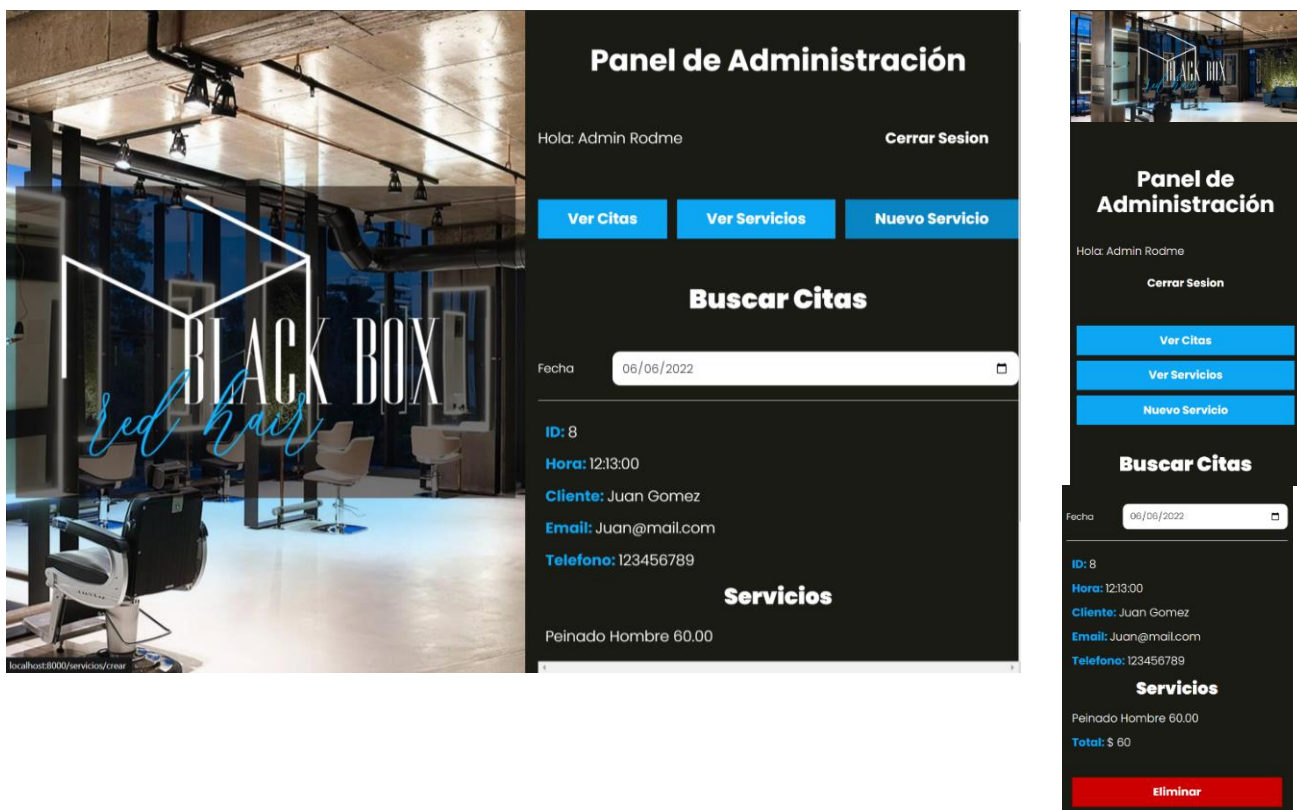 BLACK BOX
red hair
localhost:8000/servicios/crear
Panel de Administración
Hola: Admin Rodme
Cerrar Sesion
Ver Citas
Ver Servicios
Nuevo Servicio
Buscar Citas
Fecha
06/06/2022
ID: 8
Hora: 12:13:00
Cliente: Juan Gomez
Email: Juan@mail.com
Telefono: 123456789
Servicios
Peinado Hombre 60.00
BLACK BOX
red hair
Panel de
Administración
Hola: Admin Rodme
Cerrar Sesion
Ver Citas
Ver Servicios
Nuevo Servicio
Buscar Citas
Fecha
06/06/2022
ID: 8
Hora: 12:13:00
Cliente: Juan Gomez
Email: Juan@mail.com
Telefono: 123456789
Servicios
Peinado Hombre 60.00
Total: $ 60
Eliminar